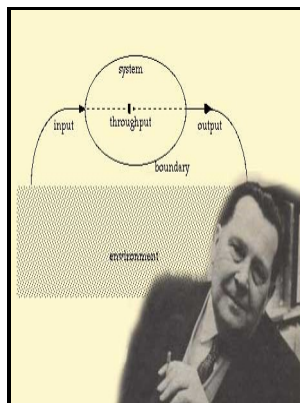 system
input
throughput
output
boundary
environment